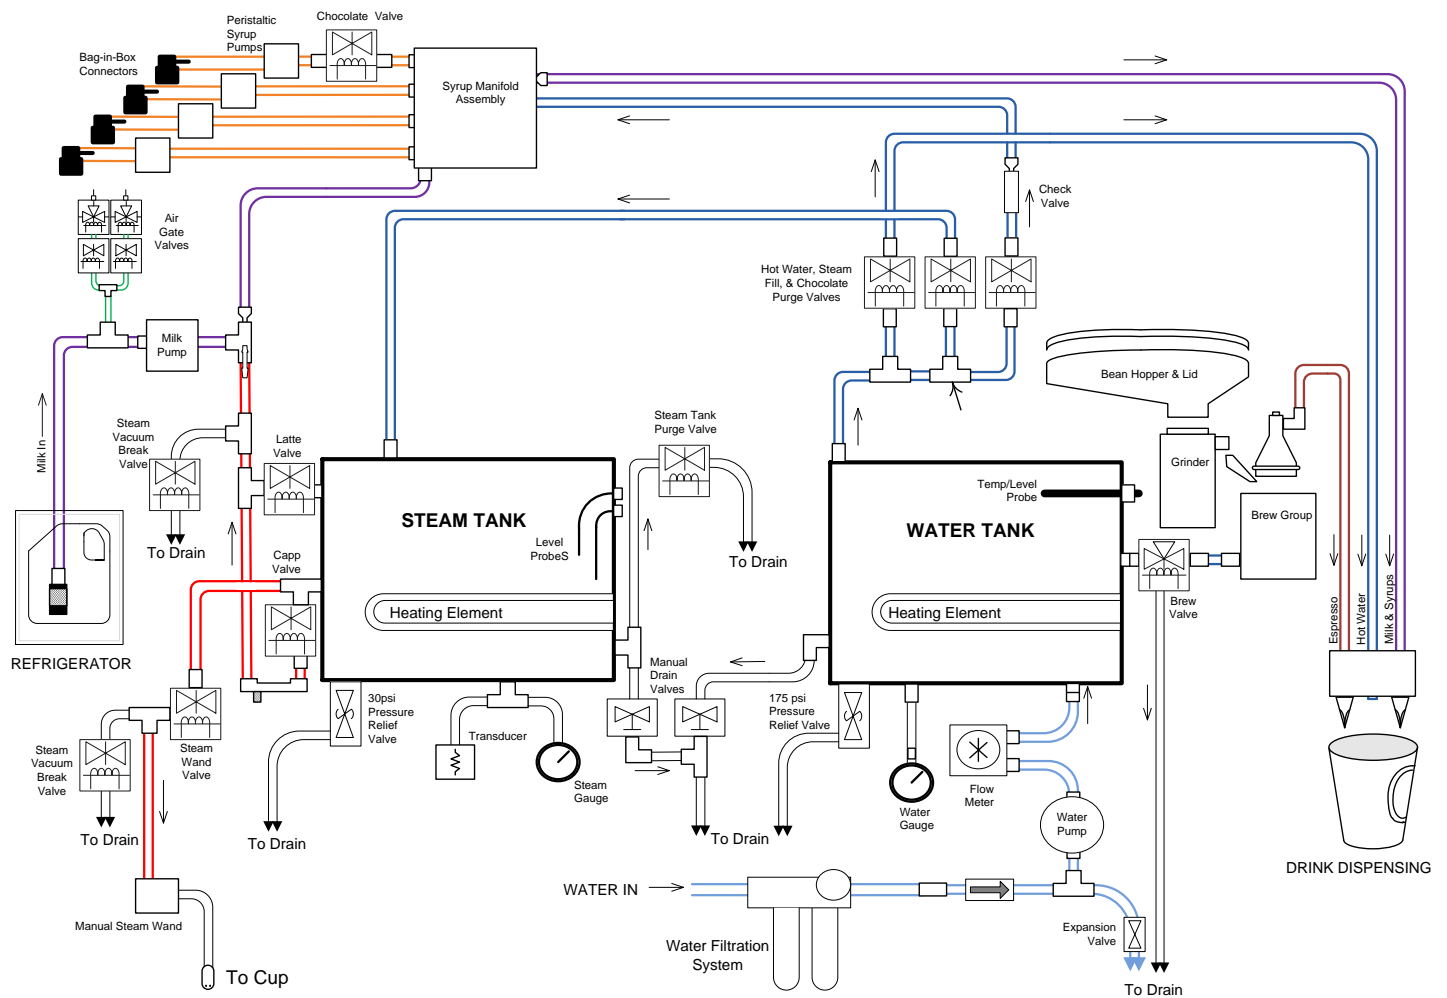 Peristaltic
Syrup
Pumps
Chocolate Valve
Bag-in-Box
Connectors
Syrup Manifold
Assembly
Air
Gate
Valves
Check
Valve
Hot Water, Steam
Fill, & Chocolate
Purge Valves
Milk
Pump
Bean Hopper & Lid
Milk In
Steam
Vacuum
Break
Valve
Latte
Valve
Steam Tank
Purge Valve
Grinder
Temp/Level
Probe
STEAM TANK
WATER TANK
Brew Group
Level
ProbeS
To Drain
To Drain
Capp
Valve
Heating Element
Heating Element
Brew
Valve
Espresso
Hot Water
Milk & Syrups
REFRIGERATOR
Manual
Drain
Valves
30psi
Pressure
Relief
Valve
175 psi
Pressure
Relief Valve
Transducer
Steam
Vacuum
Break
Valve
Steam
Wand
Valve
Steam
Gauge
Flow
Meter
Water
Gauge
Water
Pump
To Drain
To Drain
To Drain
DRINK DISPENSING
WATER IN
Manual Steam Wand
Expansion
Valve
Water Filtration
System
To Cup
To Drain